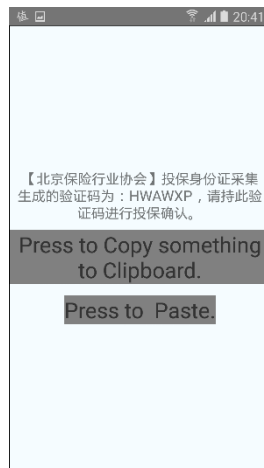 20:41
【北京保险行业协会】投保身份证采集
生成的验证码为：HWAWXP，请持此验
证码进行投保确认。
Press to Copy something
to Clipboard.
Press to  Paste.